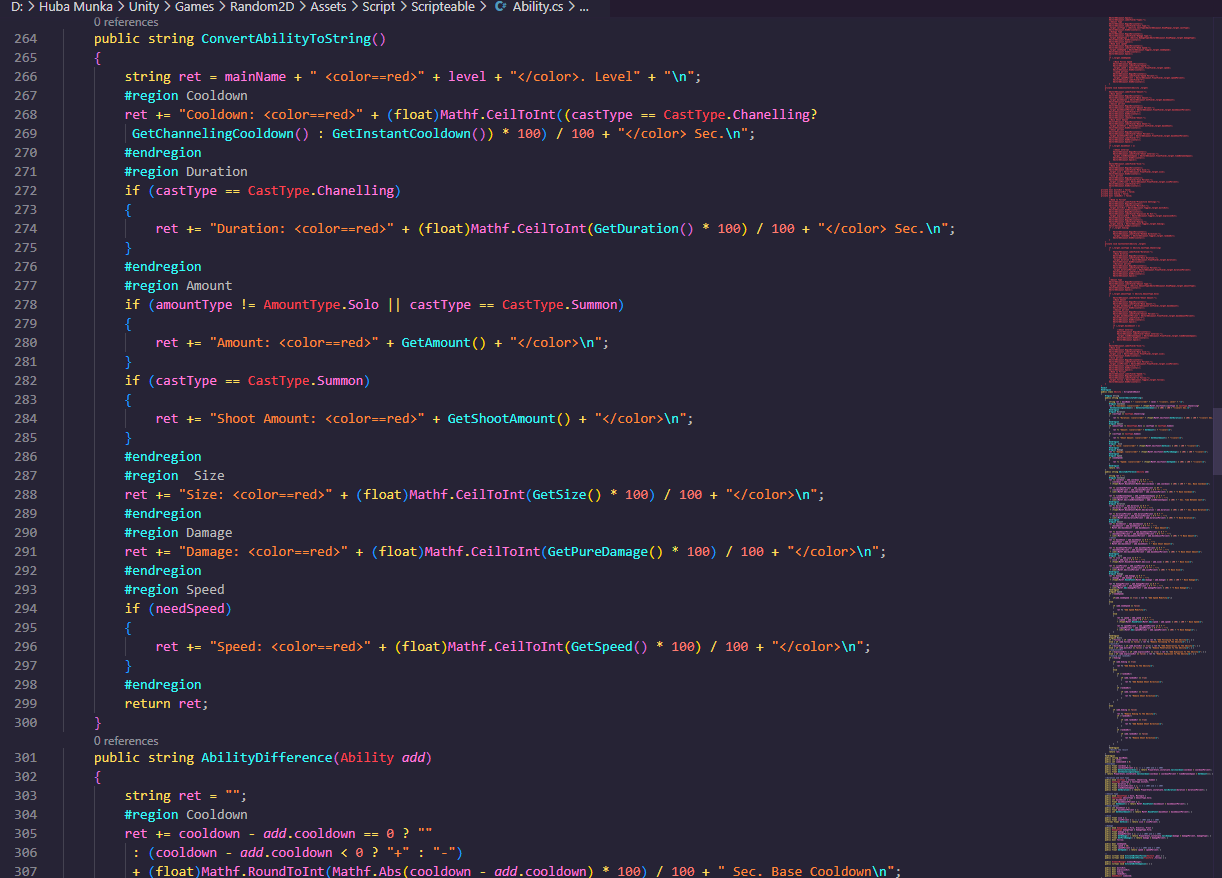 D: > Huba Munka > Unity > Games > Random2D > Assets > Script > Scripteable > Ability.cs > ...
0 references
264 public string ConvertAbilityToString()
265 {
266 string ret = mainName + " <color==red>" + level + "</color>. Level" + "\n";
267 #region Cooldown
268 ret += "Cooldown: <color==red>" + (float)Mathf.CeilToInt((castType == CastType.Chanelling?
269 GetChannelingCooldown() : GetInstantCooldown()) * 100) / 100 + "</color> Sec.\n";
270 #endregion
271 #region Duration
272 if (castType == CastType.Chanelling)
273 {
274 ret += "Duration: <color==red>" + (float)Mathf.CeilToInt(GetDuration() * 100) / 100 + "</color> Sec.\n";
275 }
276 #endregion
277 #region Amount
278 if (amountType != AmountType.Solo || castType == CastType.Summon)
279 {
280 ret += "Amount: <color==red>" + GetAmount() + "</color>\n";
281 }
282 if (castType == CastType.Summon)
283 {
284 ret += "Shoot Amount: <color==red>" + GetShootAmount() + "</color>\n";
285 }
286 #endregion
287 #region  Size
288 ret += "Size: <color==red>" + (float)Mathf.CeilToInt(GetSize() * 100) / 100 + "</color>\n";
289 #endregion
290 #region Damage
291 ret += "Damage: <color==red>" + (float)Mathf.CeilToInt(GetPureDamage() * 100) / 100 + "</color>\n";
292 #endregion
293 #region Speed
294 if (needSpeed)
295 {
296 ret += "Speed: <color==red>" + (float)Mathf.CeilToInt(GetSpeed() * 100) / 100 + "</color>\n";
297 }
298 #endregion
299 return ret;
300 }
0 references
301 public string AbilityDifference(Ability add)
302 {
303 string ret = "";
304 #region Cooldown
305 ret += cooldown - add.cooldown == 0 ? ""
306 : (cooldown - add.cooldown < 0 ? "+" : "-")
307 + (float)Mathf.RoundToInt(Mathf.Abs(cooldown - add.cooldown) * 100) / 100 + " Sec. Base Cooldown\n";